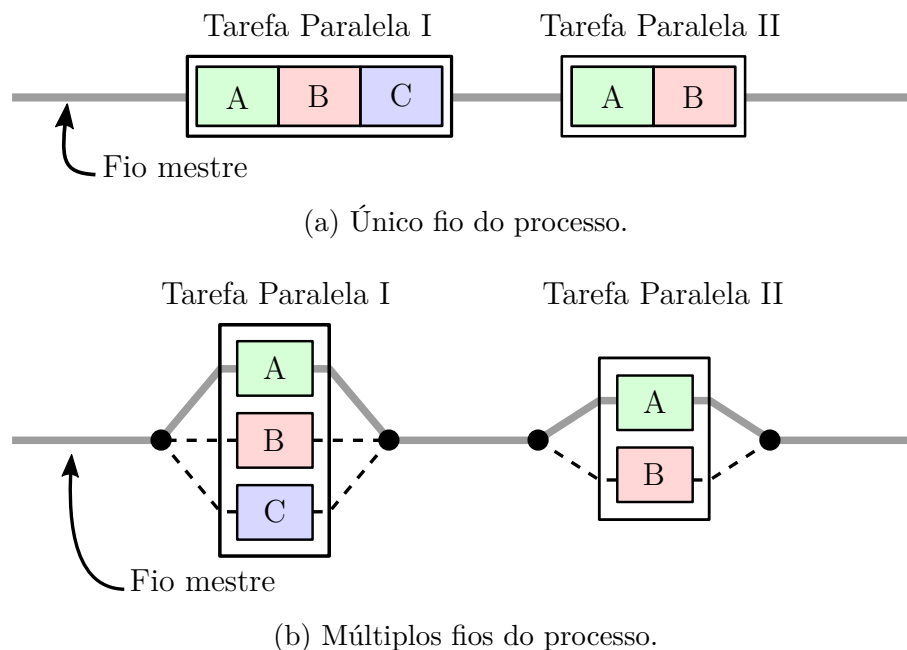 Tarefa Paralela I Tarefa Paralela II
A B C A B
Fio mestre
(a) Único fio do processo.
Tarefa Paralela I Tarefa Paralela II
A
A
B
B
C
Fio mestre
(b) Múltiplos fios do processo.